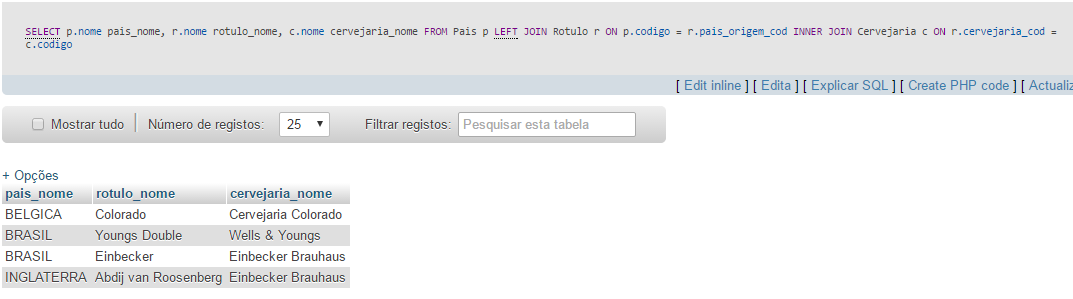 SELECT p.nome pais_nome, r.nome rotulo_nome, c.nome cervejaria_nome FROM Pais p LEFT JOIN Rotulo r ON p.codigo = r.pais_origem_cod INNER JOIN Cervejaria c ON r.cervejaria_cod =
c.codigo
[ Edit inline ] [ Edita ] [ Explicar SQL ] [ Create PHP code ] [ Actualiz
Mostrar tudo Número de registos: 25 Filtrar registos: Pesquisar esta tabela
+ Opções
pais_nome rotulo_nome cervejaria_nome
BELGICA Colorado Cervejaria Colorado
BRASIL Youngs Double Wells & Youngs
BRASIL Einbecker Einbecker Brauhaus
INGLATERRA Abdij van Roosenberg Einbecker Brauhaus